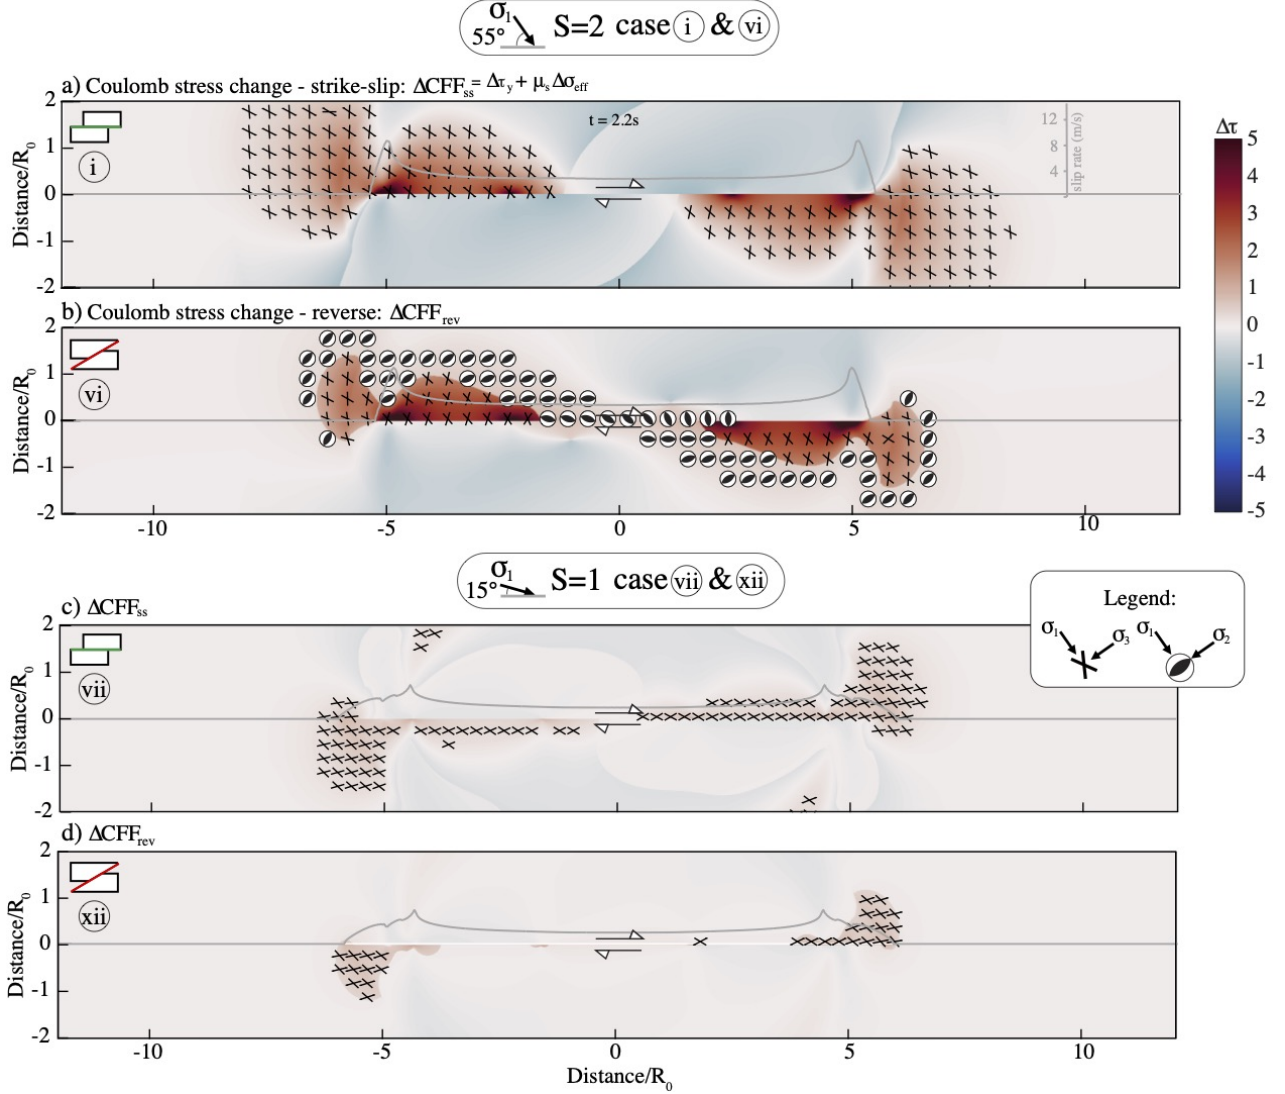 σ₁
55°
S=2 case i & vi
a) Coulomb stress change - strike-slip: ΔCFFss = Δτy + μs Δσeff
Δτ
2
1
0
-1
-2
Distance/R₀
i
t = 2.2s
12
8
4
slip rate (m/s)
5
4
3
2
1
0
-1
-2
-3
-4
-5
b) Coulomb stress change - reverse: ΔCFFrev
2
1
0
-1
-2
Distance/R₀
vi
-10
-5
0
5
10
σ₁
15°
S=1 case vii & xii
Legend:
σ₁
σ₃
σ₁
σ₂
c) ΔCFFss
2
1
0
-1
-2
Distance/R₀
vii
d) ΔCFFrev
2
1
0
-1
-2
Distance/R₀
xii
-10
-5
0
5
10
Distance/R₀